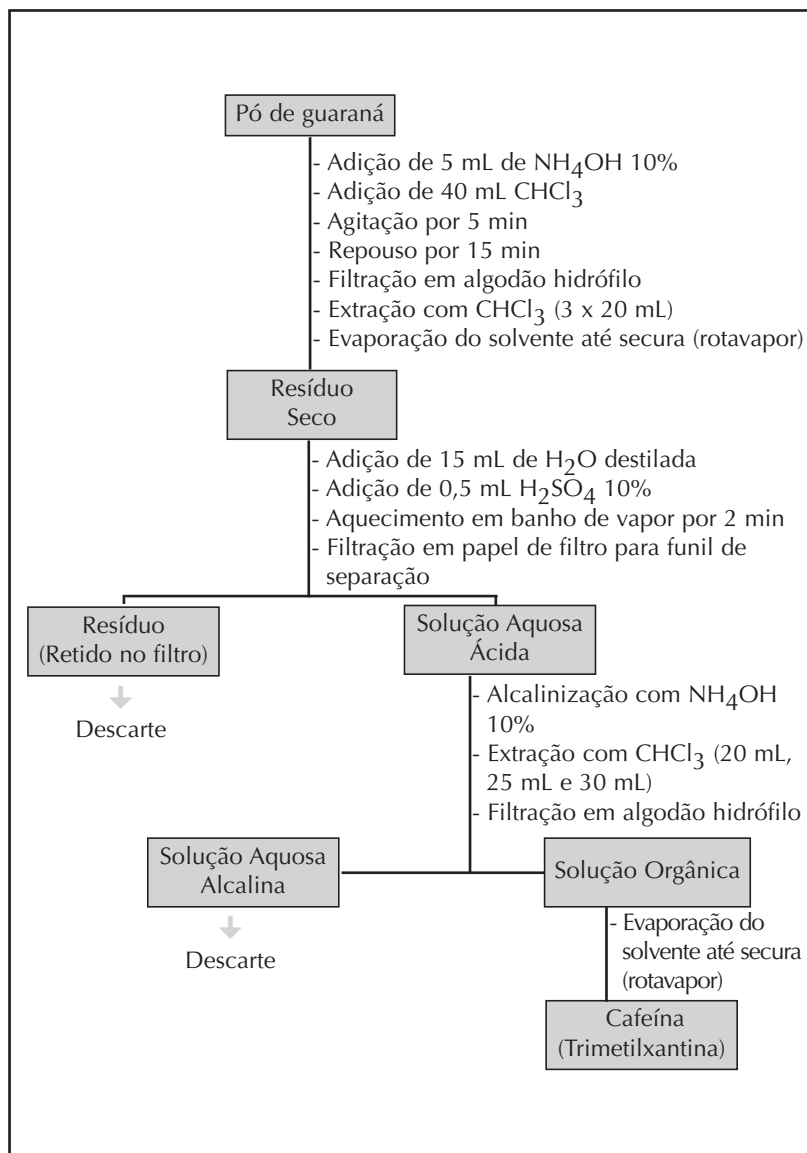 Pó de guaraná
- Adição de 5 mL de NH4OH 10%
- Adição de 40 mL CHCl3
- Agitação por 5 min
- Repouso por 15 min
- Filtração em algodão hidrófilo
- Extração com CHCl3 (3 x 20 mL)
- Evaporação do solvente até secura (rotavapor)
Resíduo
Seco
- Adição de 15 mL de H2O destilada
- Adição de 0,5 mL H2SO4 10%
- Aquecimento em banho de vapor por 2 min
- Filtração em papel de filtro para funil de
separação
Resíduo
(Retido no filtro)
Descarte
Solução Aquosa
Ácida
- Alcalinização com NH4OH
10%
- Extração com CHCl3 (20 mL,
25 mL e 30 mL)
- Filtração em algodão hidrófilo
Solução Aquosa
Alcalina
Descarte
Solução Orgânica
- Evaporação do
solvente até secura
(rotavapor)
Cafeína
(Trimetilxantina)